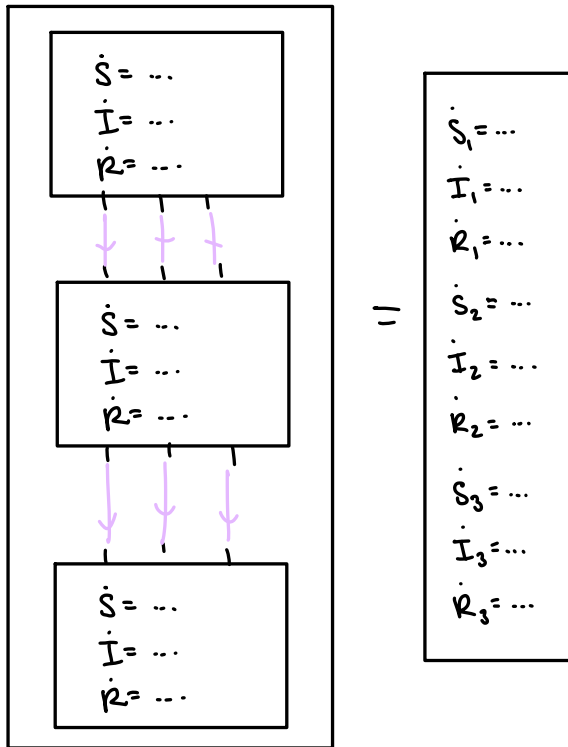 Ṡ = ...
İ = ...
Ṙ = ...
Ṡ = ...
İ = ...
Ṙ = ...
Ṡ = ...
İ = ...
Ṙ = ...
=
Ṡ₁ = ...
İ₁ = ...
Ṙ₁ = ...
Ṡ₂ = ...
İ₂ = ...
Ṙ₂ = ...
Ṡ₃ = ...
İ₃ = ...
Ṙ₃ = ...